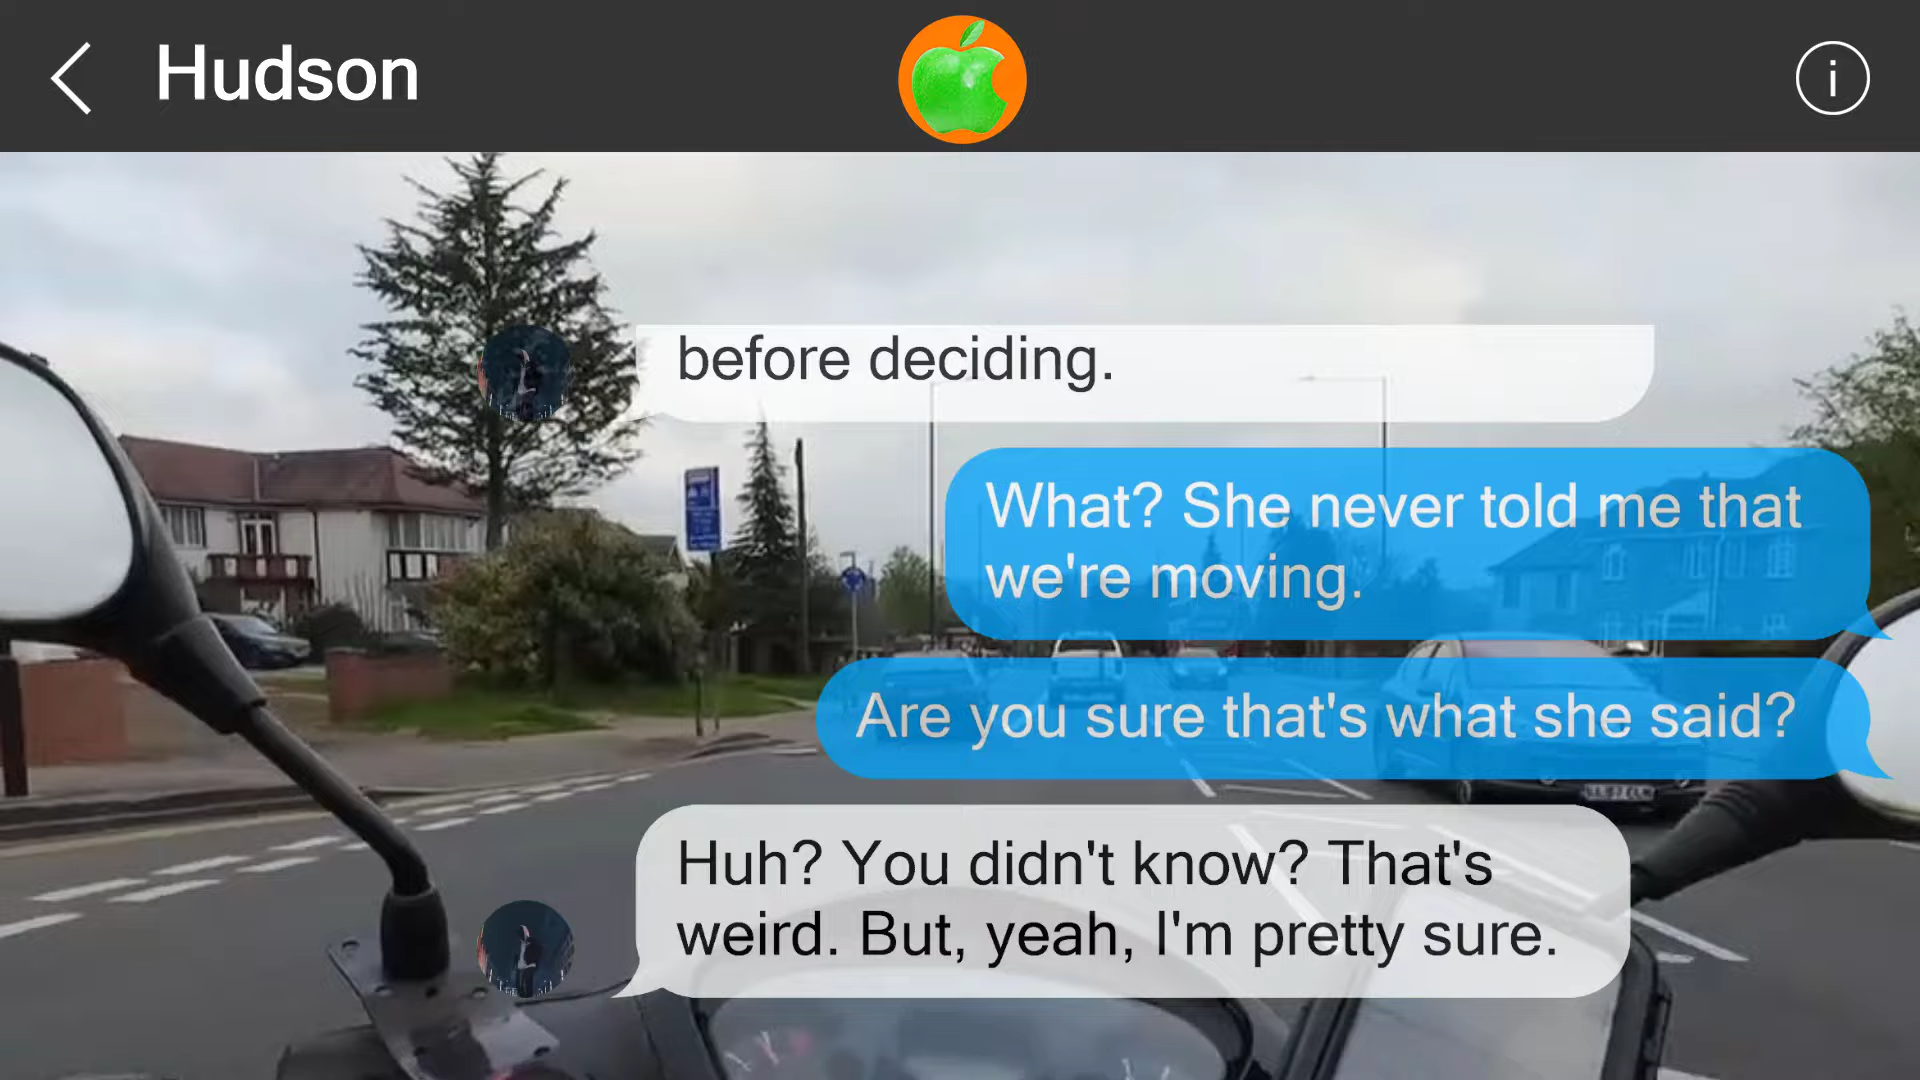 Hudson
i
before deciding.
What? She never told me that
we're moving.
Are you sure that's what she said?
Huh? You didn't know? That's
weird. But, yeah, I'm pretty sure.